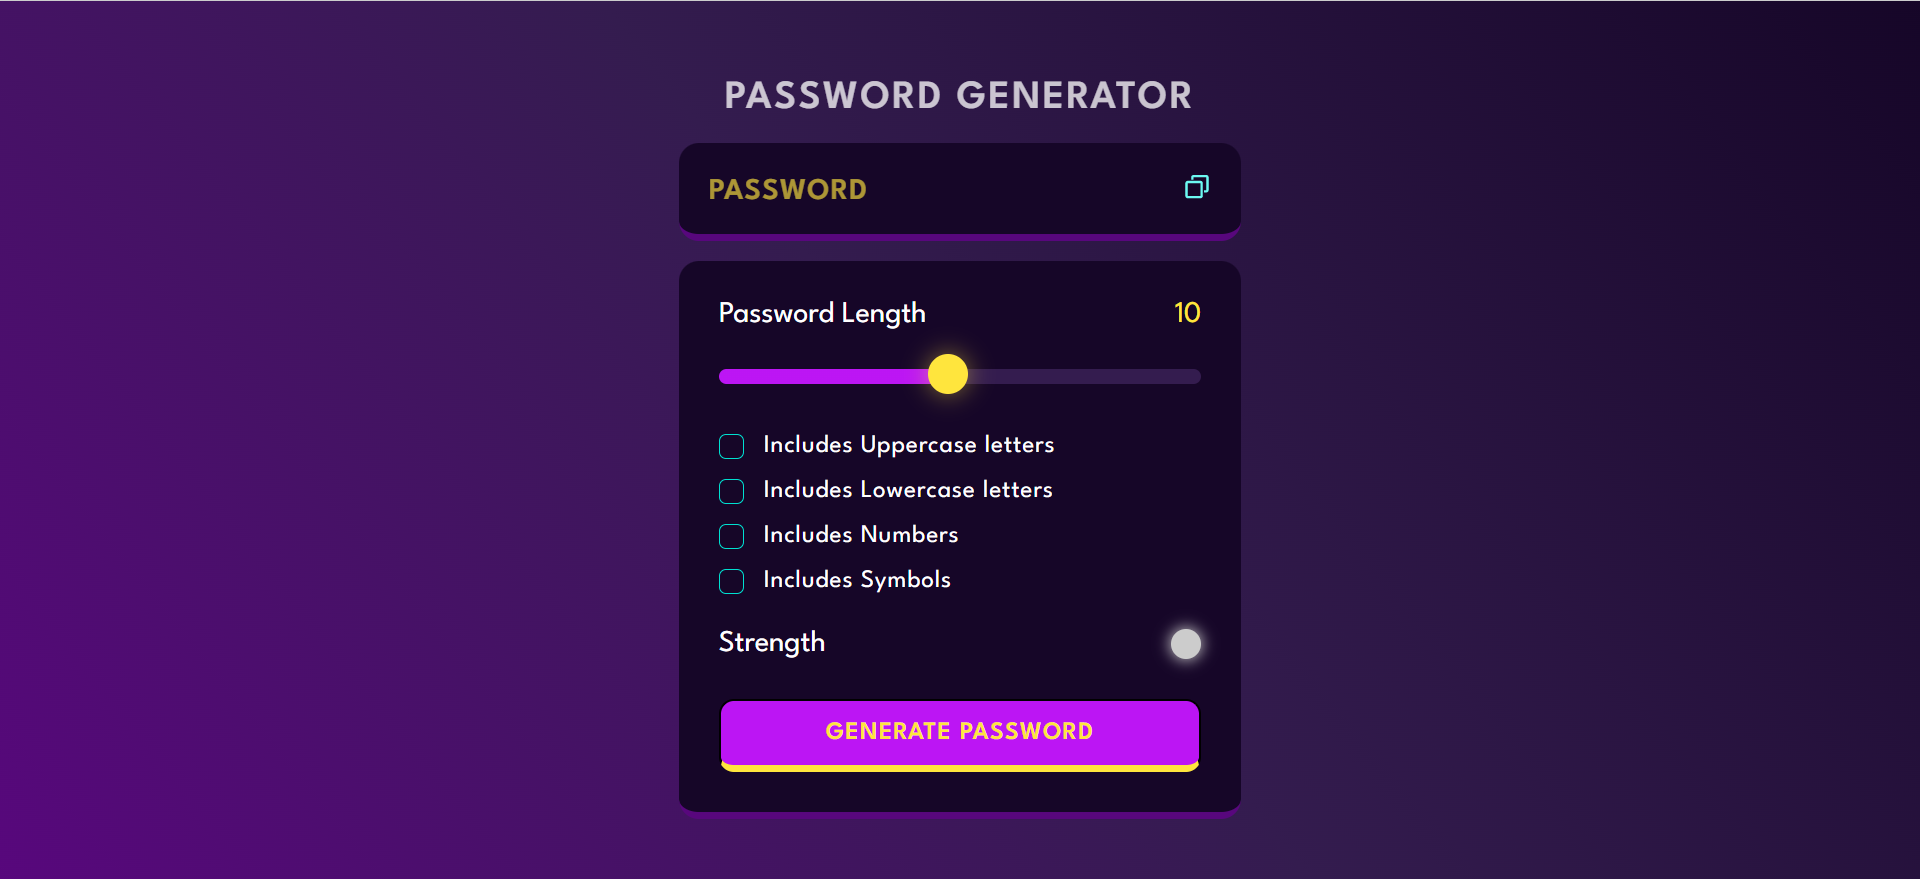 PASSWORD GENERATOR
PASSWORD
Password Length 10
Includes Uppercase letters
Includes Lowercase letters
Includes Numbers
Includes Symbols
Strength
GENERATE PASSWORD